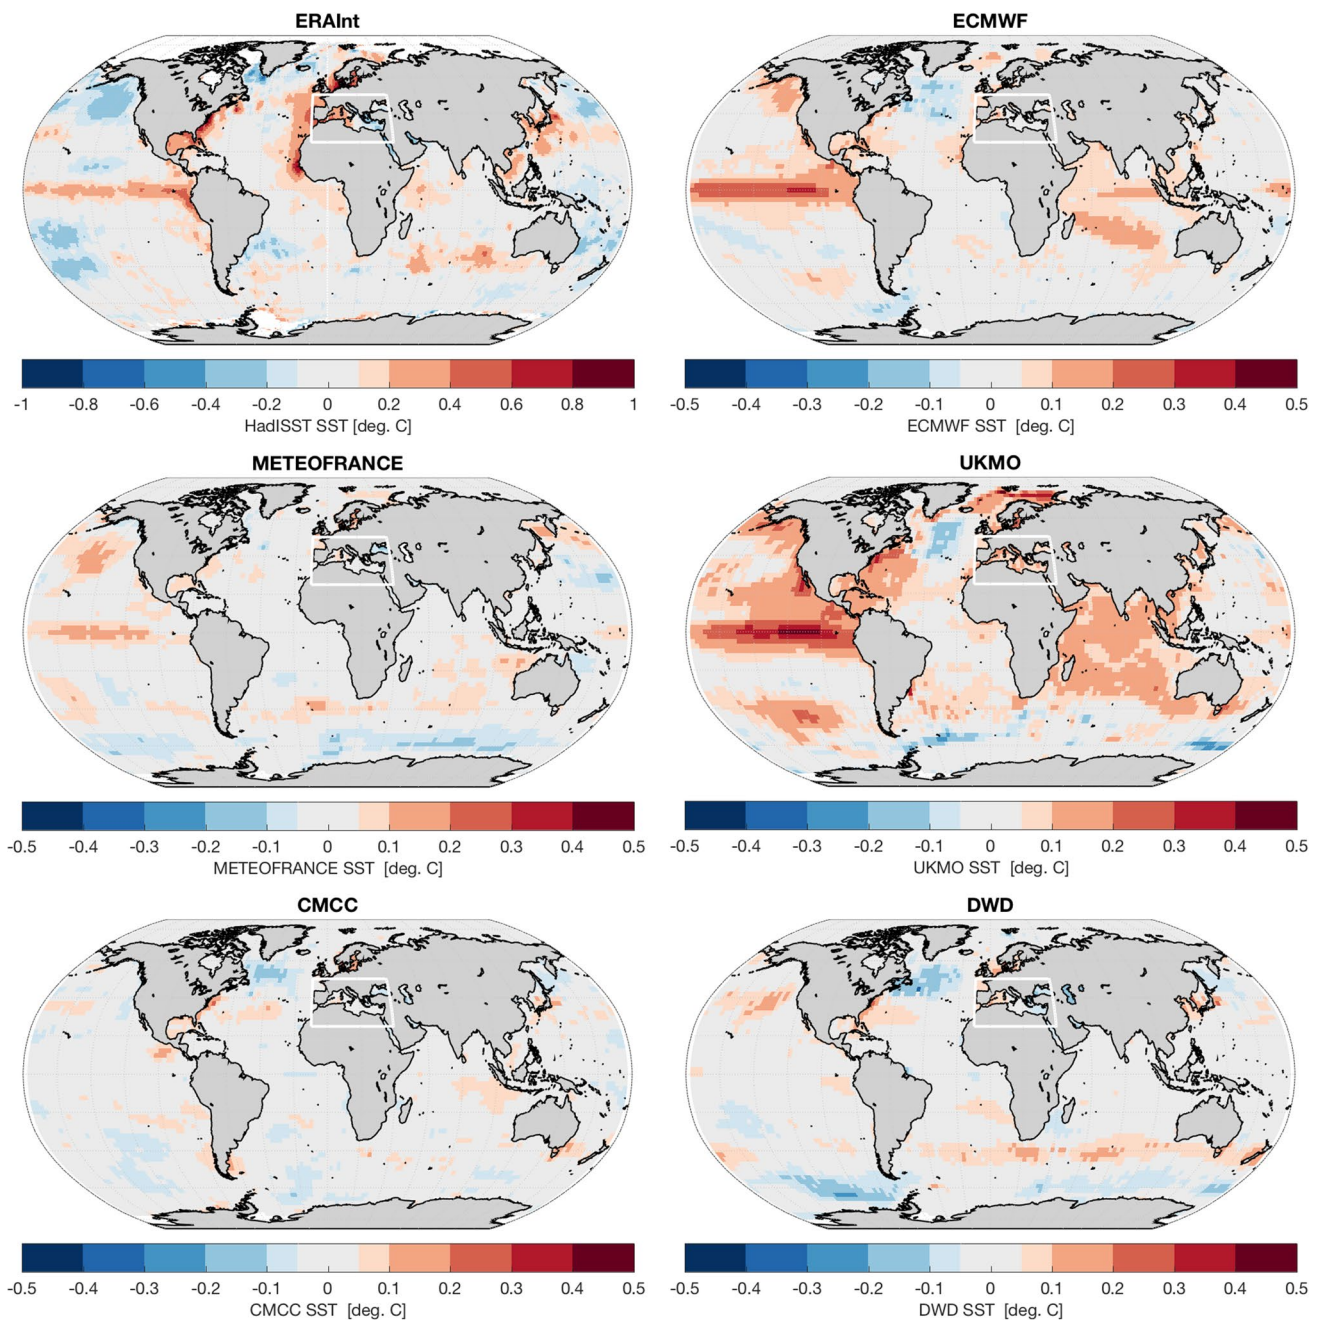 ERAInt
ECMWF
-1 -0.8 -0.6 -0.4 -0.2 0 0.2 0.4 0.6 0.8 1
HadISST SST [deg. C]
-0.5 -0.4 -0.3 -0.2 -0.1 0 0.1 0.2 0.3 0.4 0.5
ECMWF SST [deg. C]
METEOFRANCE
UKMO
-0.5 -0.4 -0.3 -0.2 -0.1 0 0.1 0.2 0.3 0.4 0.5
METEOFRANCE SST [deg. C]
-0.5 -0.4 -0.3 -0.2 -0.1 0 0.1 0.2 0.3 0.4 0.5
UKMO SST [deg. C]
CMCC
DWD
-0.5 -0.4 -0.3 -0.2 -0.1 0 0.1 0.2 0.3 0.4 0.5
CMCC SST [deg. C]
-0.5 -0.4 -0.3 -0.2 -0.1 0 0.1 0.2 0.3 0.4 0.5
DWD SST [deg. C]